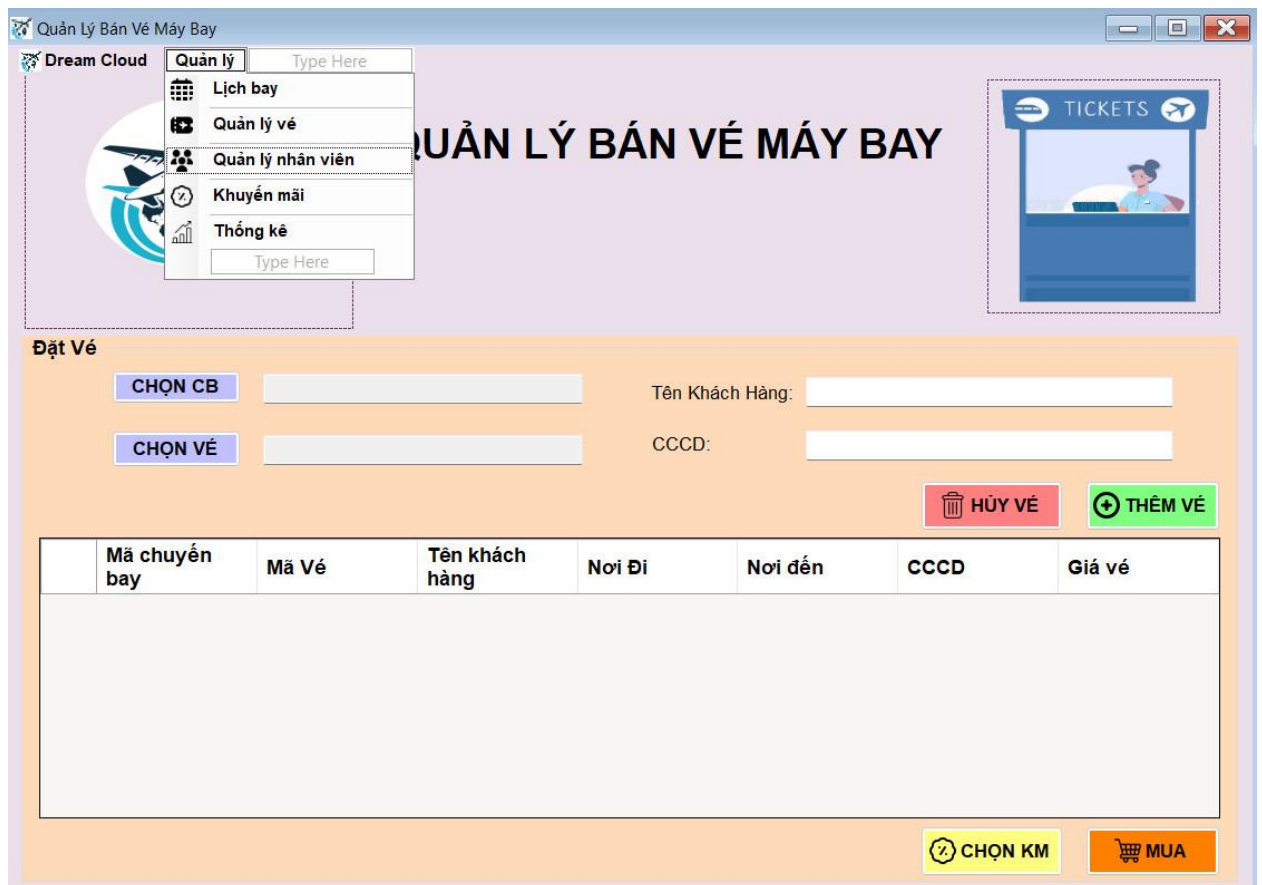 Quản Lý Bán Vé Máy Bay
Dream Cloud Quản lý Type Here
Lịch bay
Quản lý vé
Quản lý nhân viên
Khuyến mãi
Thống kê
Type Here
UẢN LÝ BÁN VÉ MÁY BAY
TICKETS
Đặt Vé
CHỌN CB Tên Khách Hàng:
CHỌN VÉ CCCD:
HỦY VÉ THÊM VÉ
Mã chuyến bay Mã Vé Tên khách hàng Nơi Đi Nơi đến CCCD Giá vé
CHỌN KM MUA